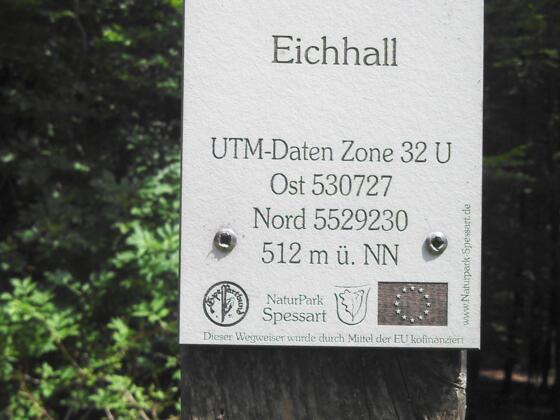 Eichhall
UTM-Daten Zone 32 U
Ost 530727
Nord 5529230
512 m ü. NN
Spessartbund
NaturPark
Spessart
www.Naturpark-Spessart.de
Dieser Wegweiser wurde durch Mittel der EU kofinanziert